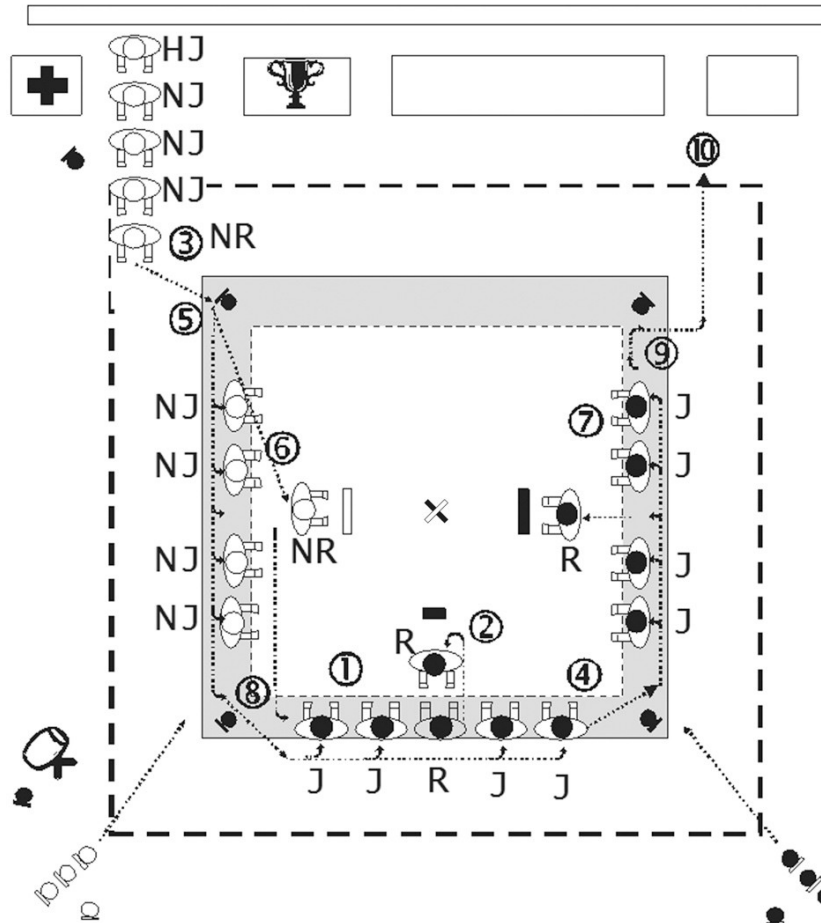 HJ
NJ
NJ
⑩
NJ
③ NR
⑤
⑨
NJ J
⑦
⑥
NJ J
NR R
NJ J
②
NJ R J
① ④
⑧
J J R J J